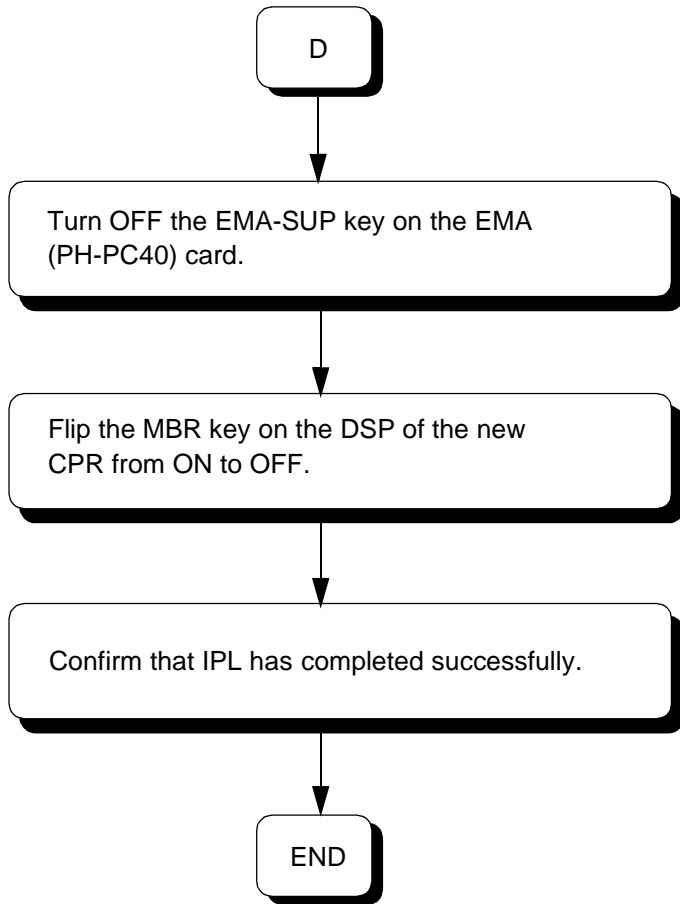 D
Turn OFF the EMA-SUP key on the EMA
(PH-PC40) card.
Flip the MBR key on the DSP of the new
CPR from ON to OFF.
Confirm that IPL has completed successfully.
END